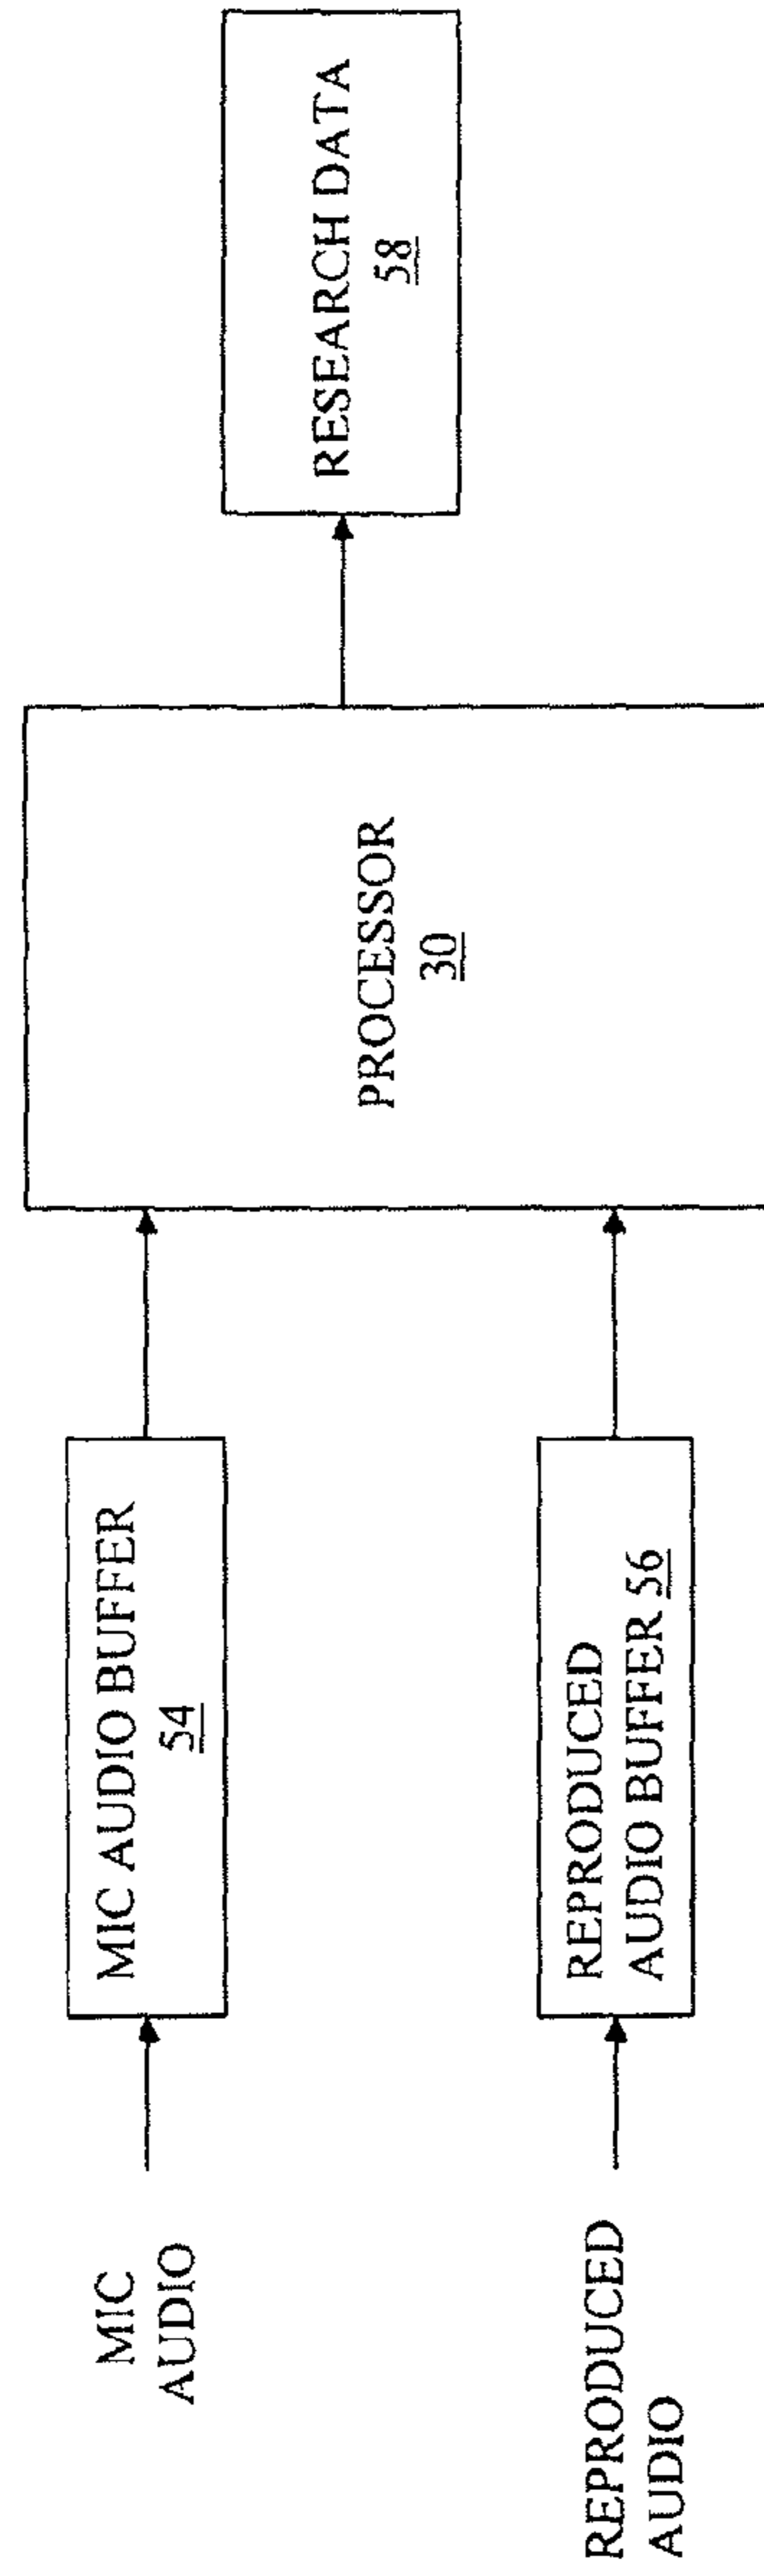 MIC
AUDIO
MIC AUDIO BUFFER
54
REPRODUCED
AUDIO
REPRODUCED
AUDIO BUFFER 56
PROCESSOR
30
RESEARCH DATA
58